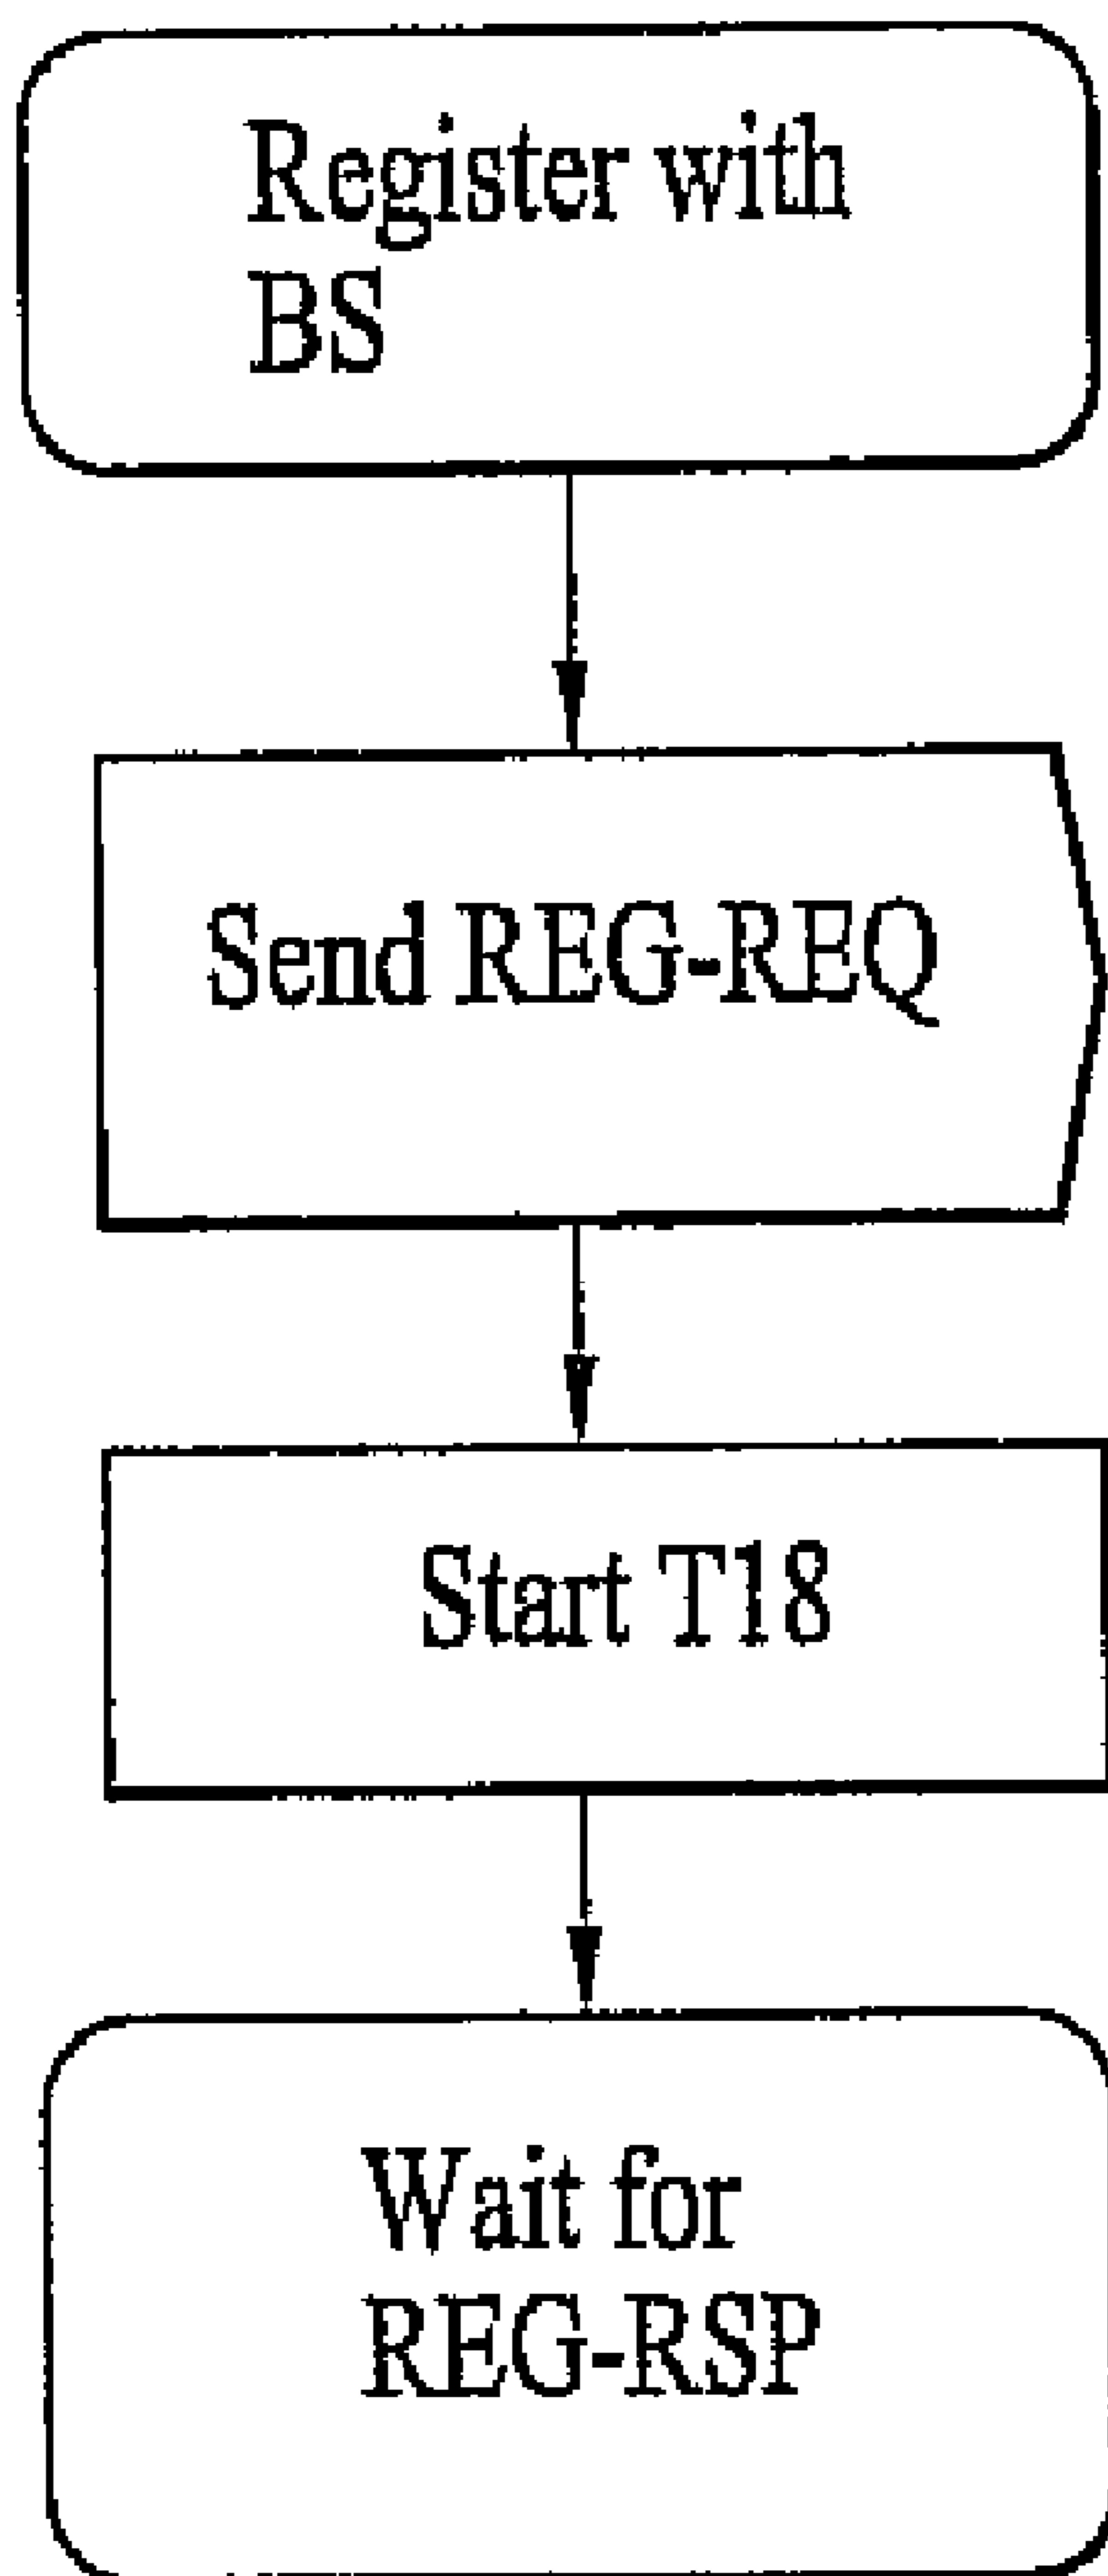 Register with
BS
Send REG-REQ
Start T18
Wait for
REG-RSP